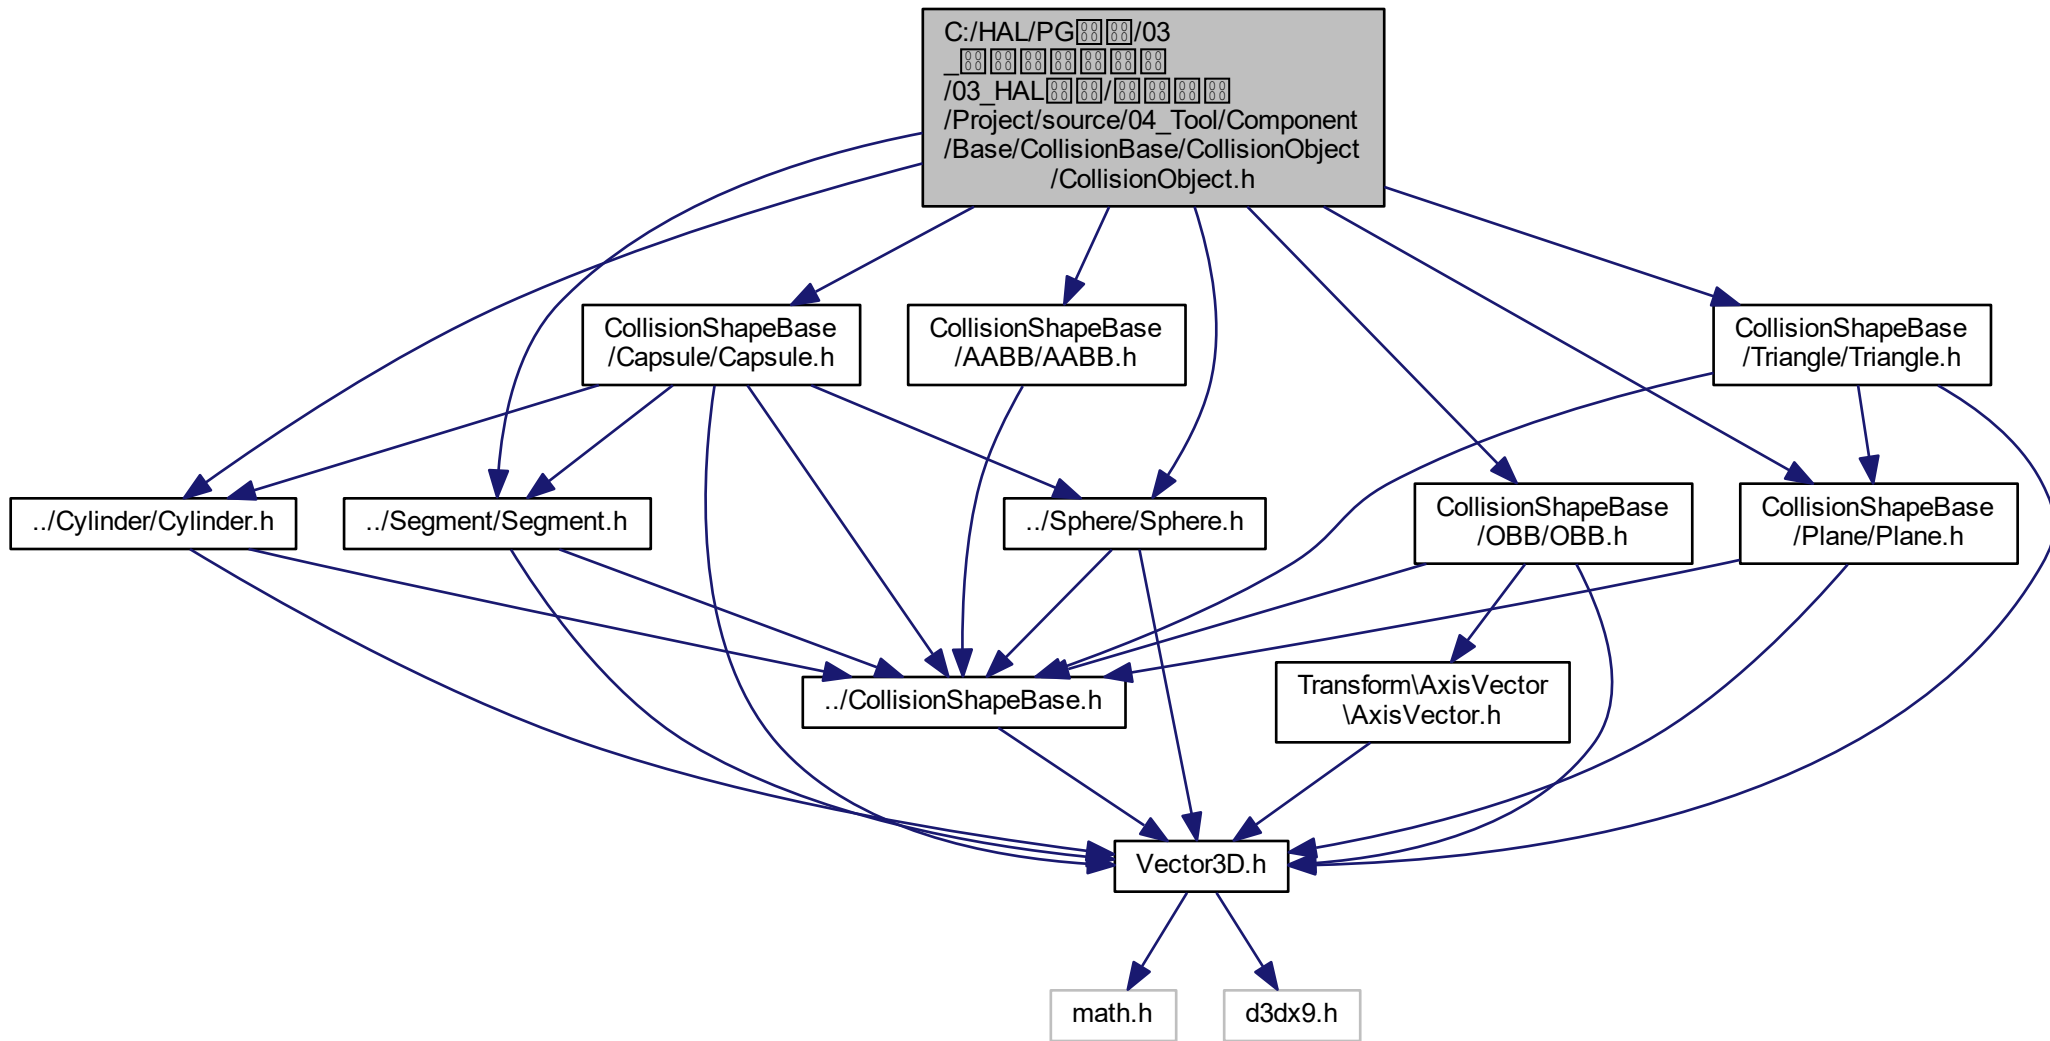 C:/HAL/PG/03
_
/03_HAL/
/Project/source/04_Tool/Component
/Base/CollisionBase/CollisionObject
/CollisionObject.h
CollisionShapeBase
/Capsule/Capsule.h
CollisionShapeBase
/AABB/AABB.h
CollisionShapeBase
/Triangle/Triangle.h
../Cylinder/Cylinder.h
../Segment/Segment.h
../Sphere/Sphere.h
CollisionShapeBase
/OBB/OBB.h
CollisionShapeBase
/Plane/Plane.h
../CollisionShapeBase.h
Transform\AxisVector
\AxisVector.h
Vector3D.h
math.h
d3dx9.h